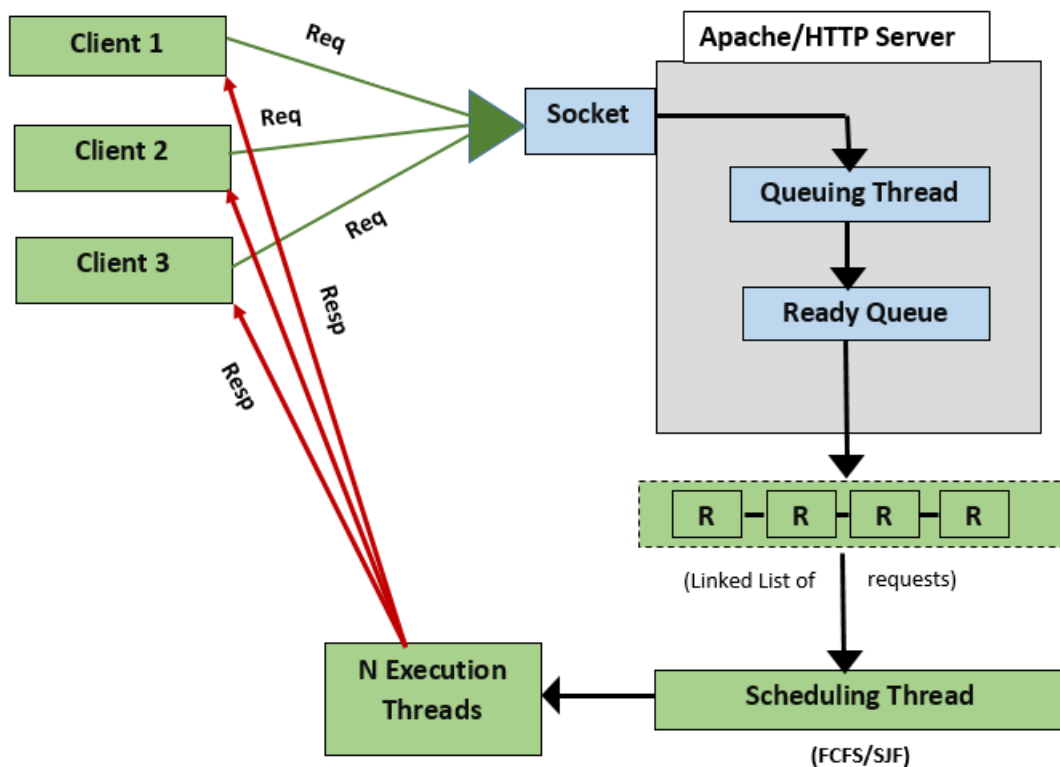 Client 1
Req
Apache/HTTP Server
Req
Socket
Client 2
Queuing Thread
Req
Client 3
Ready Queue
Resp
Resp
R R R R
(Linked List of requests)
N Execution
Threads
Scheduling Thread
(FCFS/SJF)